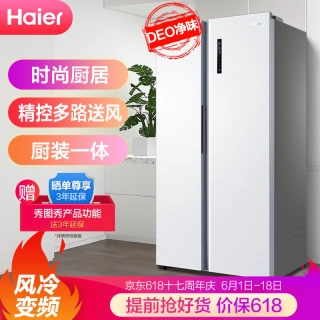 Haier
DEO净味
时尚厨居
精控多路送风
厨装一体
赠
晒单尊享
3年延保
秀图秀产品功能
送3年延保
风冷
变频
京东618十七周年庆 6月1日-18日
提前抢好货 价保618